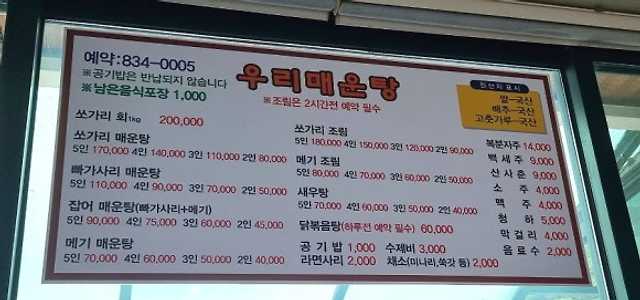 예약:834-0005
※공기밥은 반납되지 않습니다
※남은음식포장 1,000
우리매운탕
※조림은 2시간전 예약 필수
원산지 표시
쌀-국산
배추-국산
고춧가루-국산
쏘가리 회1kg 200,000
쏘가리 매운탕
5인 170,000 4인 140,000 3인 110,000 2인 80,000
빠가사리 매운탕
5인 110,000 4인 90,000 3인 70,000 2인 50,000
잡어 매운탕(빠가사리+메기)
5인 90,000 4인 75,000 3인 60,000 2인 45,000
메기 매운탕
5인 70,000 4인 60,000 3인 50,000 2인 40,000
쏘가리 조림
5인 180,000 4인 150,000 3인 120,000 2인 90,000
메기 조림
5인 80,000 4인 70,000 3인 60,000 2인 50,000
새우탕
5인 70,000 4인 60,000 3인 50,000 2인 40,000
닭볶음탕(하루전 예약 필수) 60,000
공기밥 1,000 수제비 3,000
라면사리 2,000 채소(미나리,쑥갓 등) 2,000
복분자주 14,000
백세주 9,000
산사춘 9,000
소주 4,000
맥주 4,000
청하 5,000
막걸리 4,000
음료수 2,000